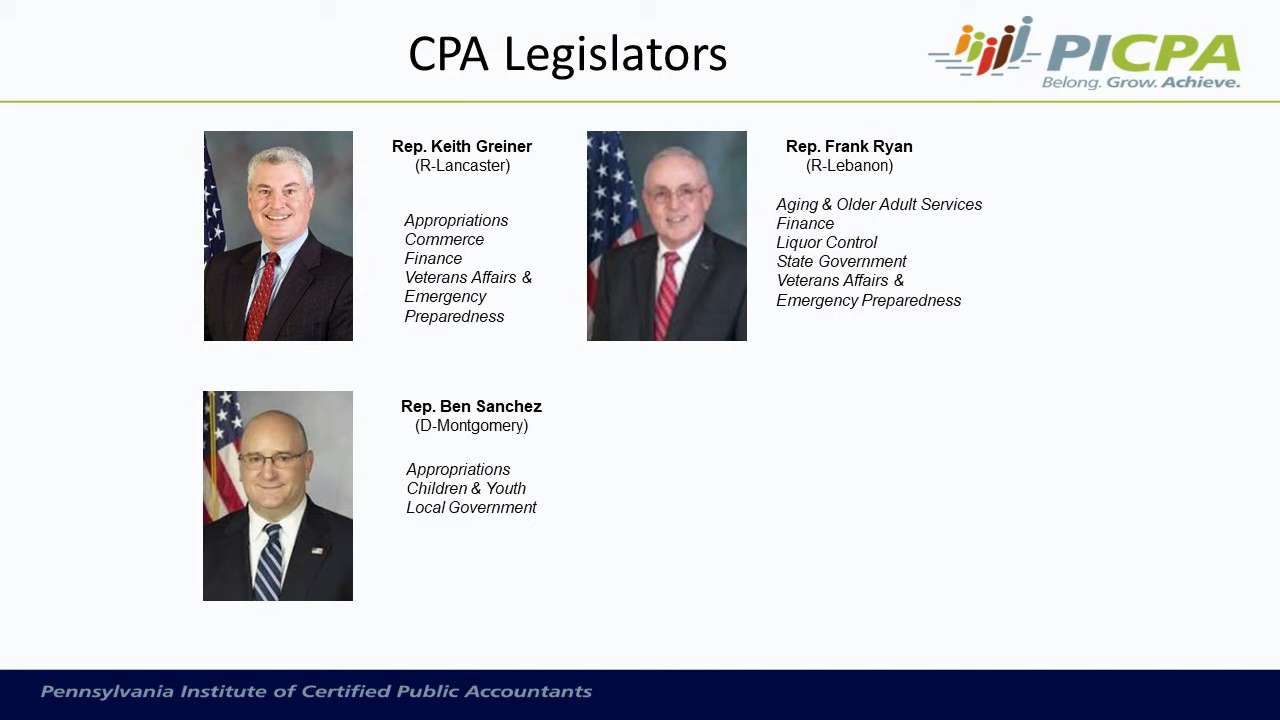 CPA Legislators
PICPA
Belong. Grow. Achieve.
Rep. Keith Greiner
(R-Lancaster)
Appropriations
Commerce
Finance
Veterans Affairs &
Emergency
Preparedness
Rep. Frank Ryan
(R-Lebanon)
Aging & Older Adult Services
Finance
Liquor Control
State Government
Veterans Affairs &
Emergency Preparedness
Rep. Ben Sanchez
(D-Montgomery)
Appropriations
Children & Youth
Local Government
Pennsylvania Institute of Certified Public Accountants